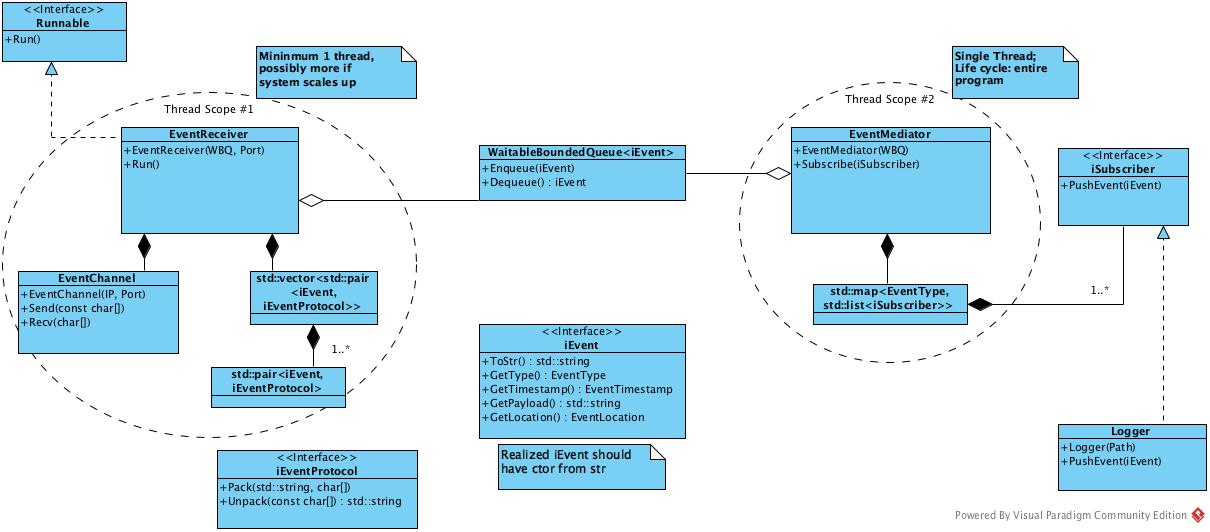 <<Interface>>
Runnable
+Run()
Mininmum 1 thread,
possibly more if
system scales up
Single Thread;
Life cycle: entire
program
Thread Scope #1
Thread Scope #2
EventReceiver
+EventReceiver(WBQ, Port)
+Run()
WaitableBoundedQueue<iEvent>
+Enqueue(iEvent)
+Dequeue() : iEvent
EventMediator
+EventMediator(WBQ)
+Subscribe(iSubscriber)
<<Interface>>
iSubscriber
+PushEvent(iEvent)
EventChannel
+EventChannel(IP, Port)
+Send(const char[])
+Recv(char[])
std::vector<std::pair
<iEvent,
iEventProtocol>>
1..*
std::pair<iEvent,
iEventProtocol>
std::map<EventType,
std::list<iSubscriber>>
1..*
<<Interface>>
iEvent
+ToStr() : std::string
+GetType() : EventType
+GetTimestamp() : EventTimestamp
+GetPayload() : std::string
+GetLocation() : EventLocation
Realized iEvent should
have ctor from str
<<Interface>>
iEventProtocol
+Pack(std::string, char[])
+Unpack(const char[]) : std::string
Logger
+Logger(Path)
+PushEvent(iEvent)
Powered By Visual Paradigm Community Edition